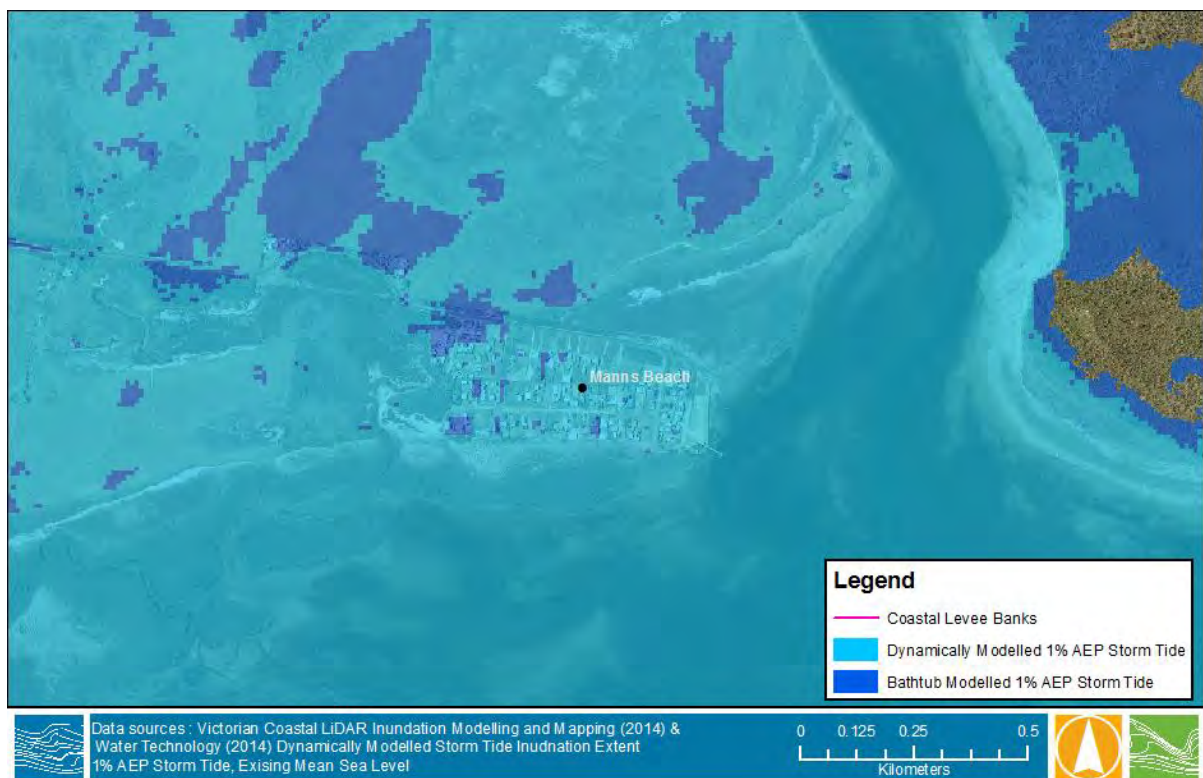 Manns Beach
Legend
Coastal Levee Banks
Dynamically Modelled 1% AEP Storm Tide
Bathtub Modelled 1% AEP Storm Tide
Data sources : Victorian Coastal LiDAR Inundation Modelling and Mapping (2014) &
Water Technology (2014) Dynamically Modelled Storm Tide Inudnation Extent
1% AEP Storm Tide, Exising Mean Sea Level
0 0.125 0.25 0.5
Kilometers